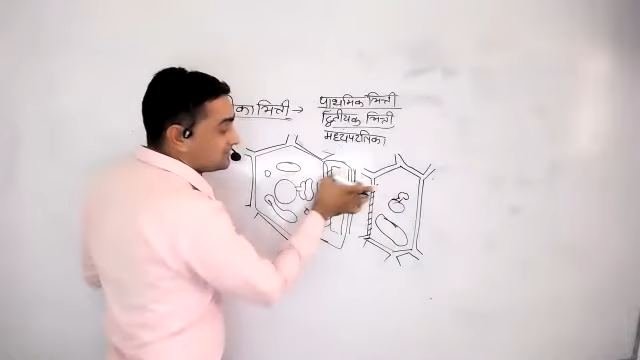 का भित्ती → प्राथमिक भित्ती
द्वितीयक भित्ती
मध्यपटलिका